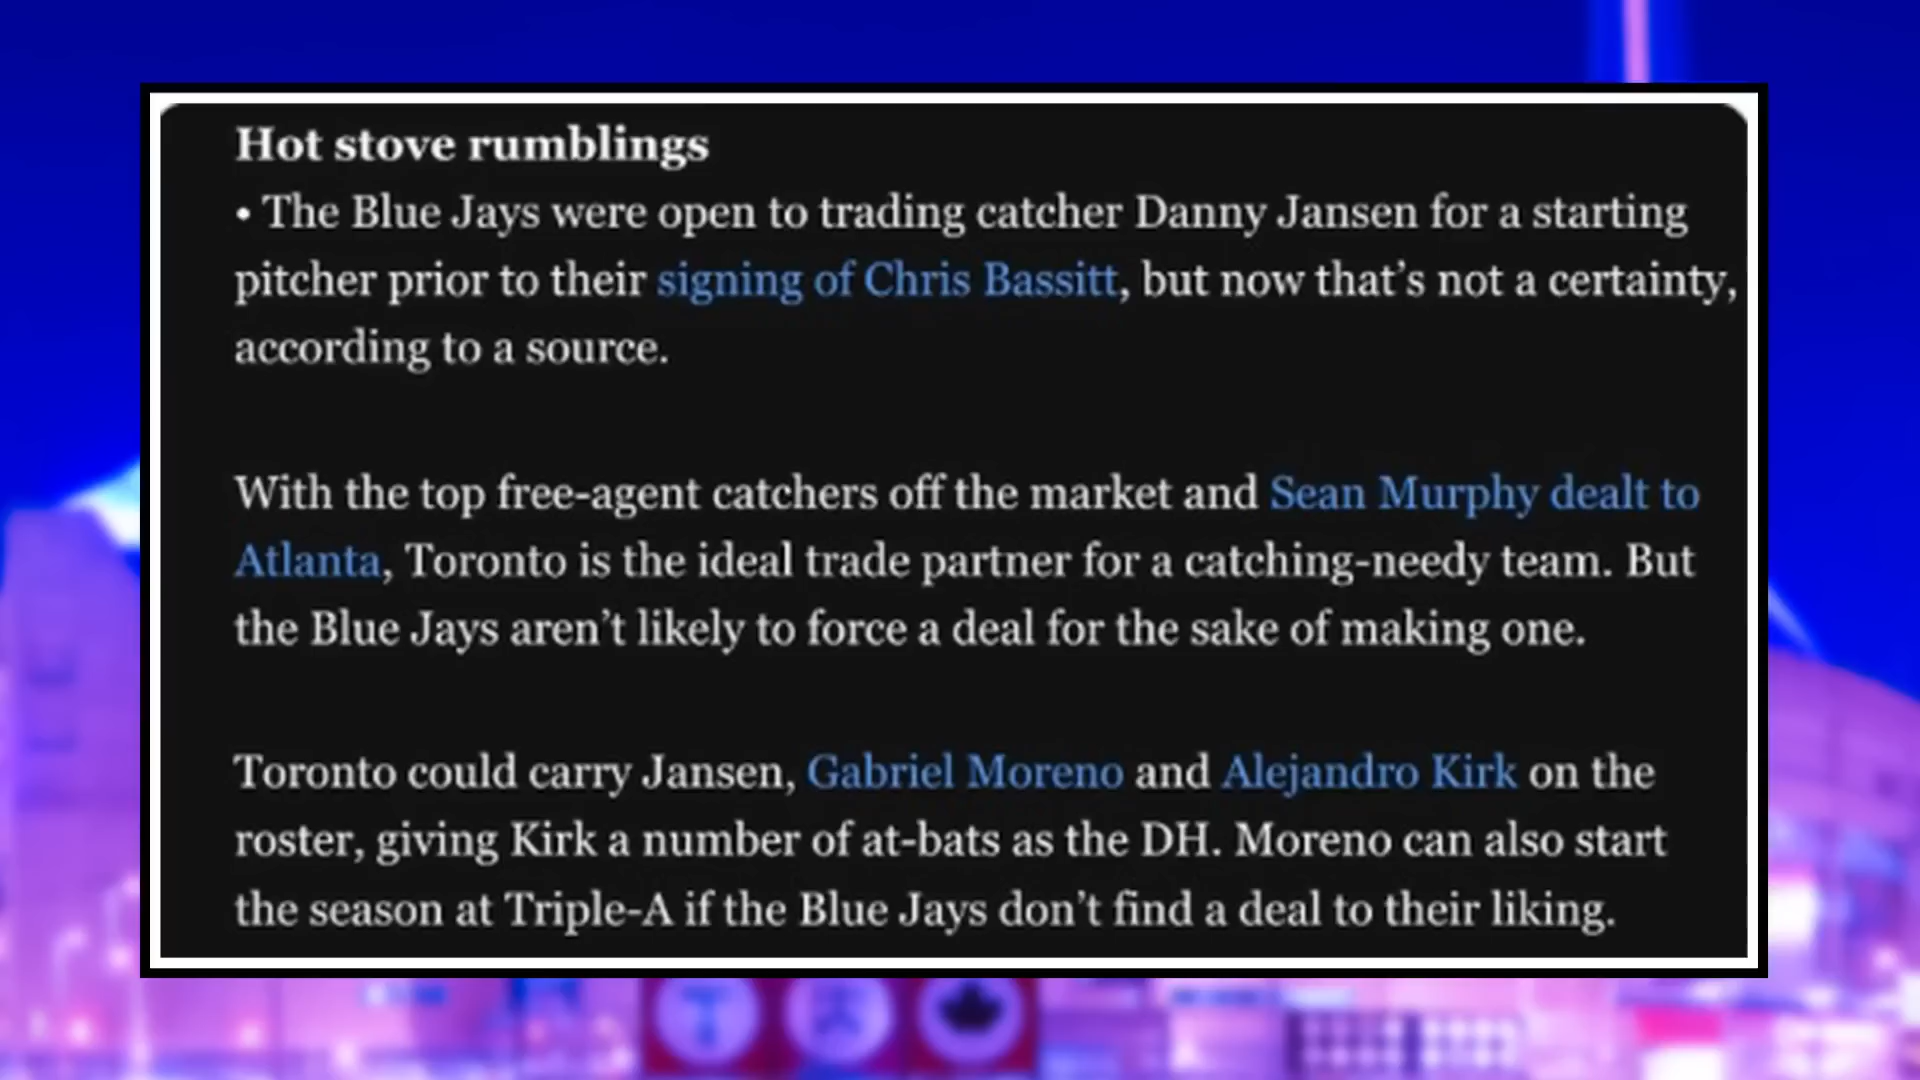 Hot stove rumblings
• The Blue Jays were open to trading catcher Danny Jansen for a starting
pitcher prior to their signing of Chris Bassitt, but now that’s not a certainty,
according to a source.
With the top free-agent catchers off the market and Sean Murphy dealt to
Atlanta, Toronto is the ideal trade partner for a catching-needy team. But
the Blue Jays aren’t likely to force a deal for the sake of making one.
Toronto could carry Jansen, Gabriel Moreno and Alejandro Kirk on the
roster, giving Kirk a number of at-bats as the DH. Moreno can also start
the season at Triple-A if the Blue Jays don’t find a deal to their liking.